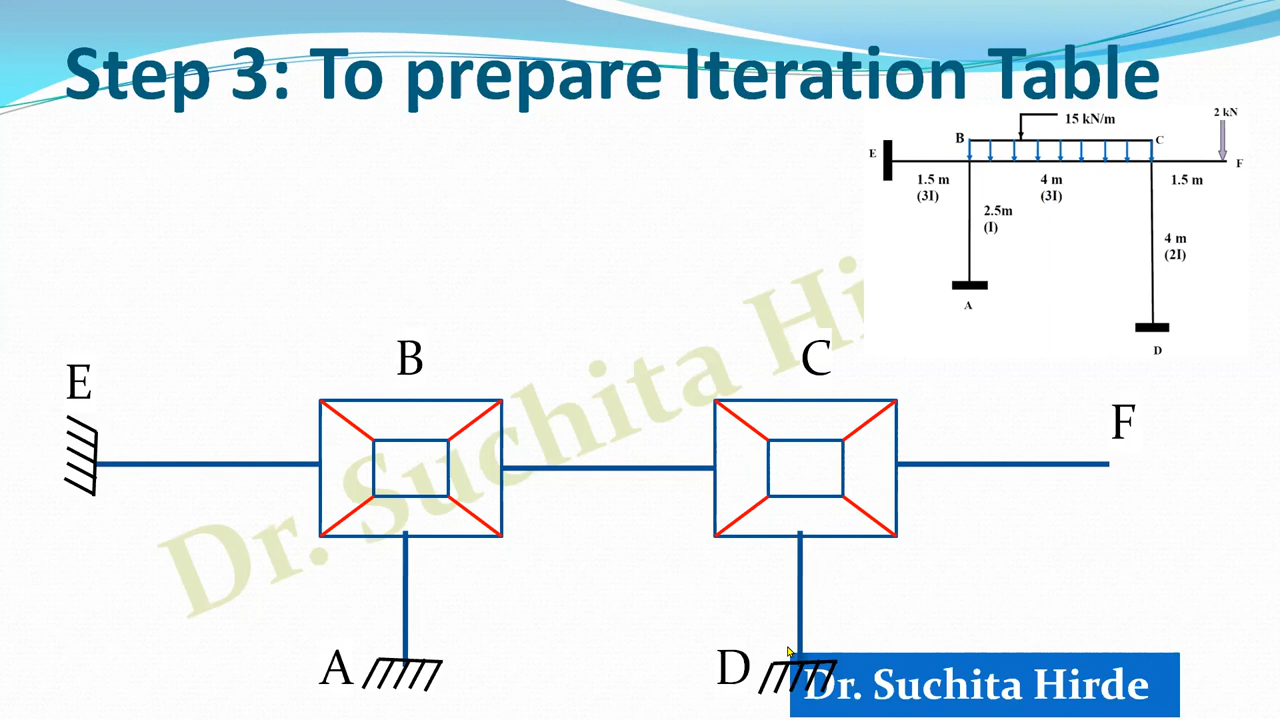 Step 3: To prepare Iteration Table
15 kN/m
2 kN
E
B
C
F
1.5 m
(3I)
4 m
(3I)
1.5 m
2.5m
(I)
4 m
(2I)
A
D
Dr. Suchita Hi
E
B
C
F
A
D
Dr. Suchita Hirde